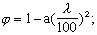 φ = 1−a(λ/100)²;